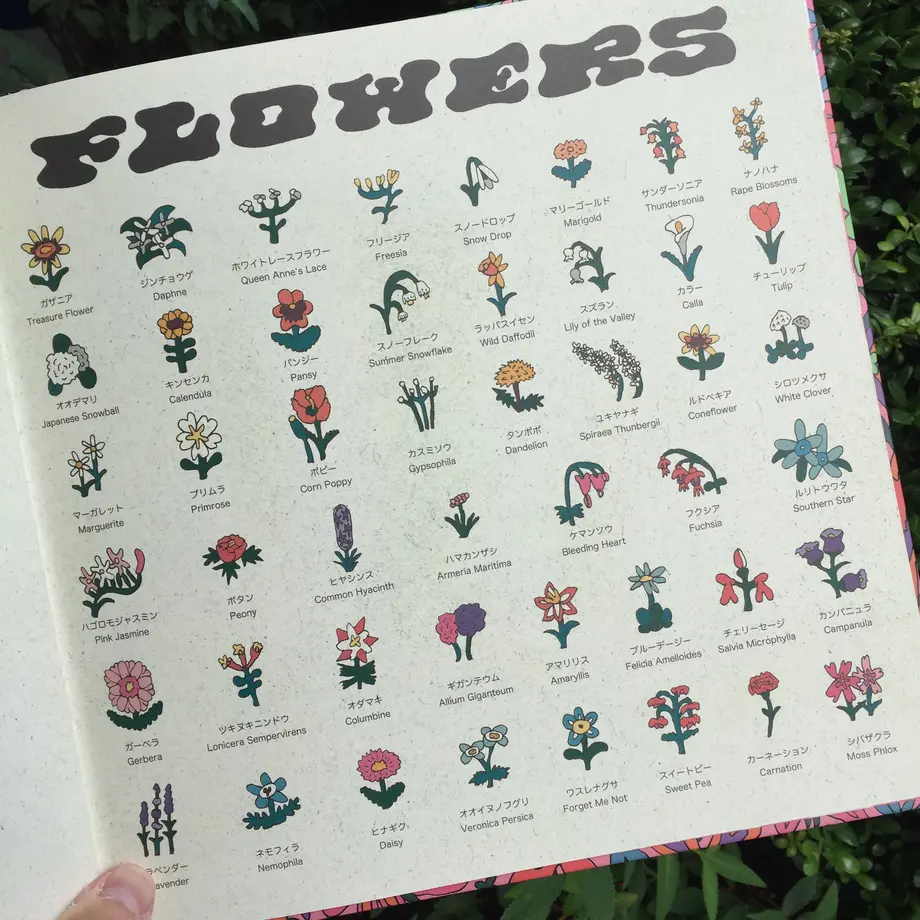 FLOWERS
ガザニア
Treasure Flower
ジンチョウゲ
Daphne
ホワイトレースフラワー
Queen Anne's Lace
フリージア
Freesia
スノードロップ
Snow Drop
マリーゴールド
Marigold
サンダーソニア
Thundersonia
ナノハナ
Rape Blossoms
オオデマリ
Japanese Snowball
キンセンカ
Calendula
パンジー
Pansy
スノーフレーク
Summer Snowflake
ラッパスイセン
Wild Daffodil
スズラン
Lily of the Valley
カラー
Calla
チューリップ
Tulip
マーガレット
Marguerite
プリムラ
Primrose
ポピー
Corn Poppy
カスミソウ
Gypsophila
タンポポ
Dandelion
ユキヤナギ
Spiraea Thunbergii
ルドベキア
Coneflower
シロツメクサ
White Clover
ハゴロモジャスミン
Pink Jasmine
ボタン
Peony
ヒヤシンス
Common Hyacinth
ハマカンザシ
Armeria Maritima
ケマンソウ
Bleeding Heart
フクシア
Fuchsia
ルリトウワタ
Southern Star
ガーベラ
Gerbera
ツキヌキニンドウ
Lonicera Sempervirens
オダマキ
Columbine
ギガンテウム
Allium Giganteum
アマリリス
Amaryllis
ブルーデージー
Felicia Amelloides
チェリーセージ
Salvia Microphylla
カンパニュラ
Campanula
ラベンダー
avender
ネモフィラ
Nemophila
ヒナギク
Daisy
オオイヌノフグリ
Veronica Persica
ワスレナグサ
Forget Me Not
スイートピー
Sweet Pea
カーネーション
Carnation
シバザクラ
Moss Phlox